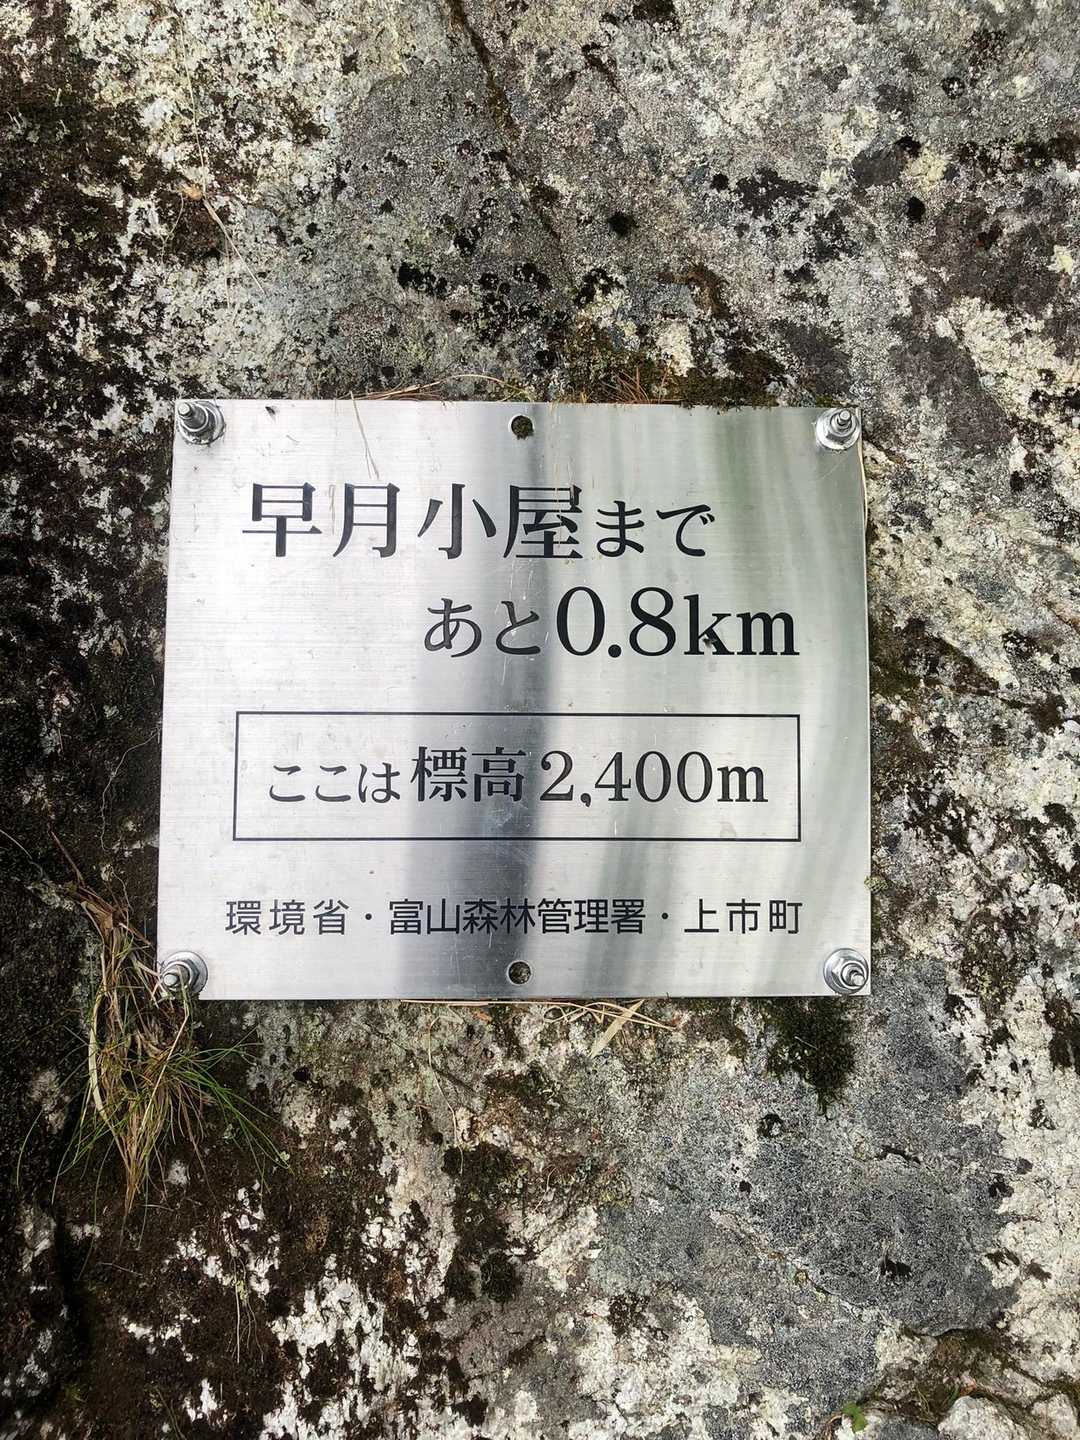 早月小屋まで
あと0.8km
ここは標高2,400m
環境省・富山森林管理署・上市町